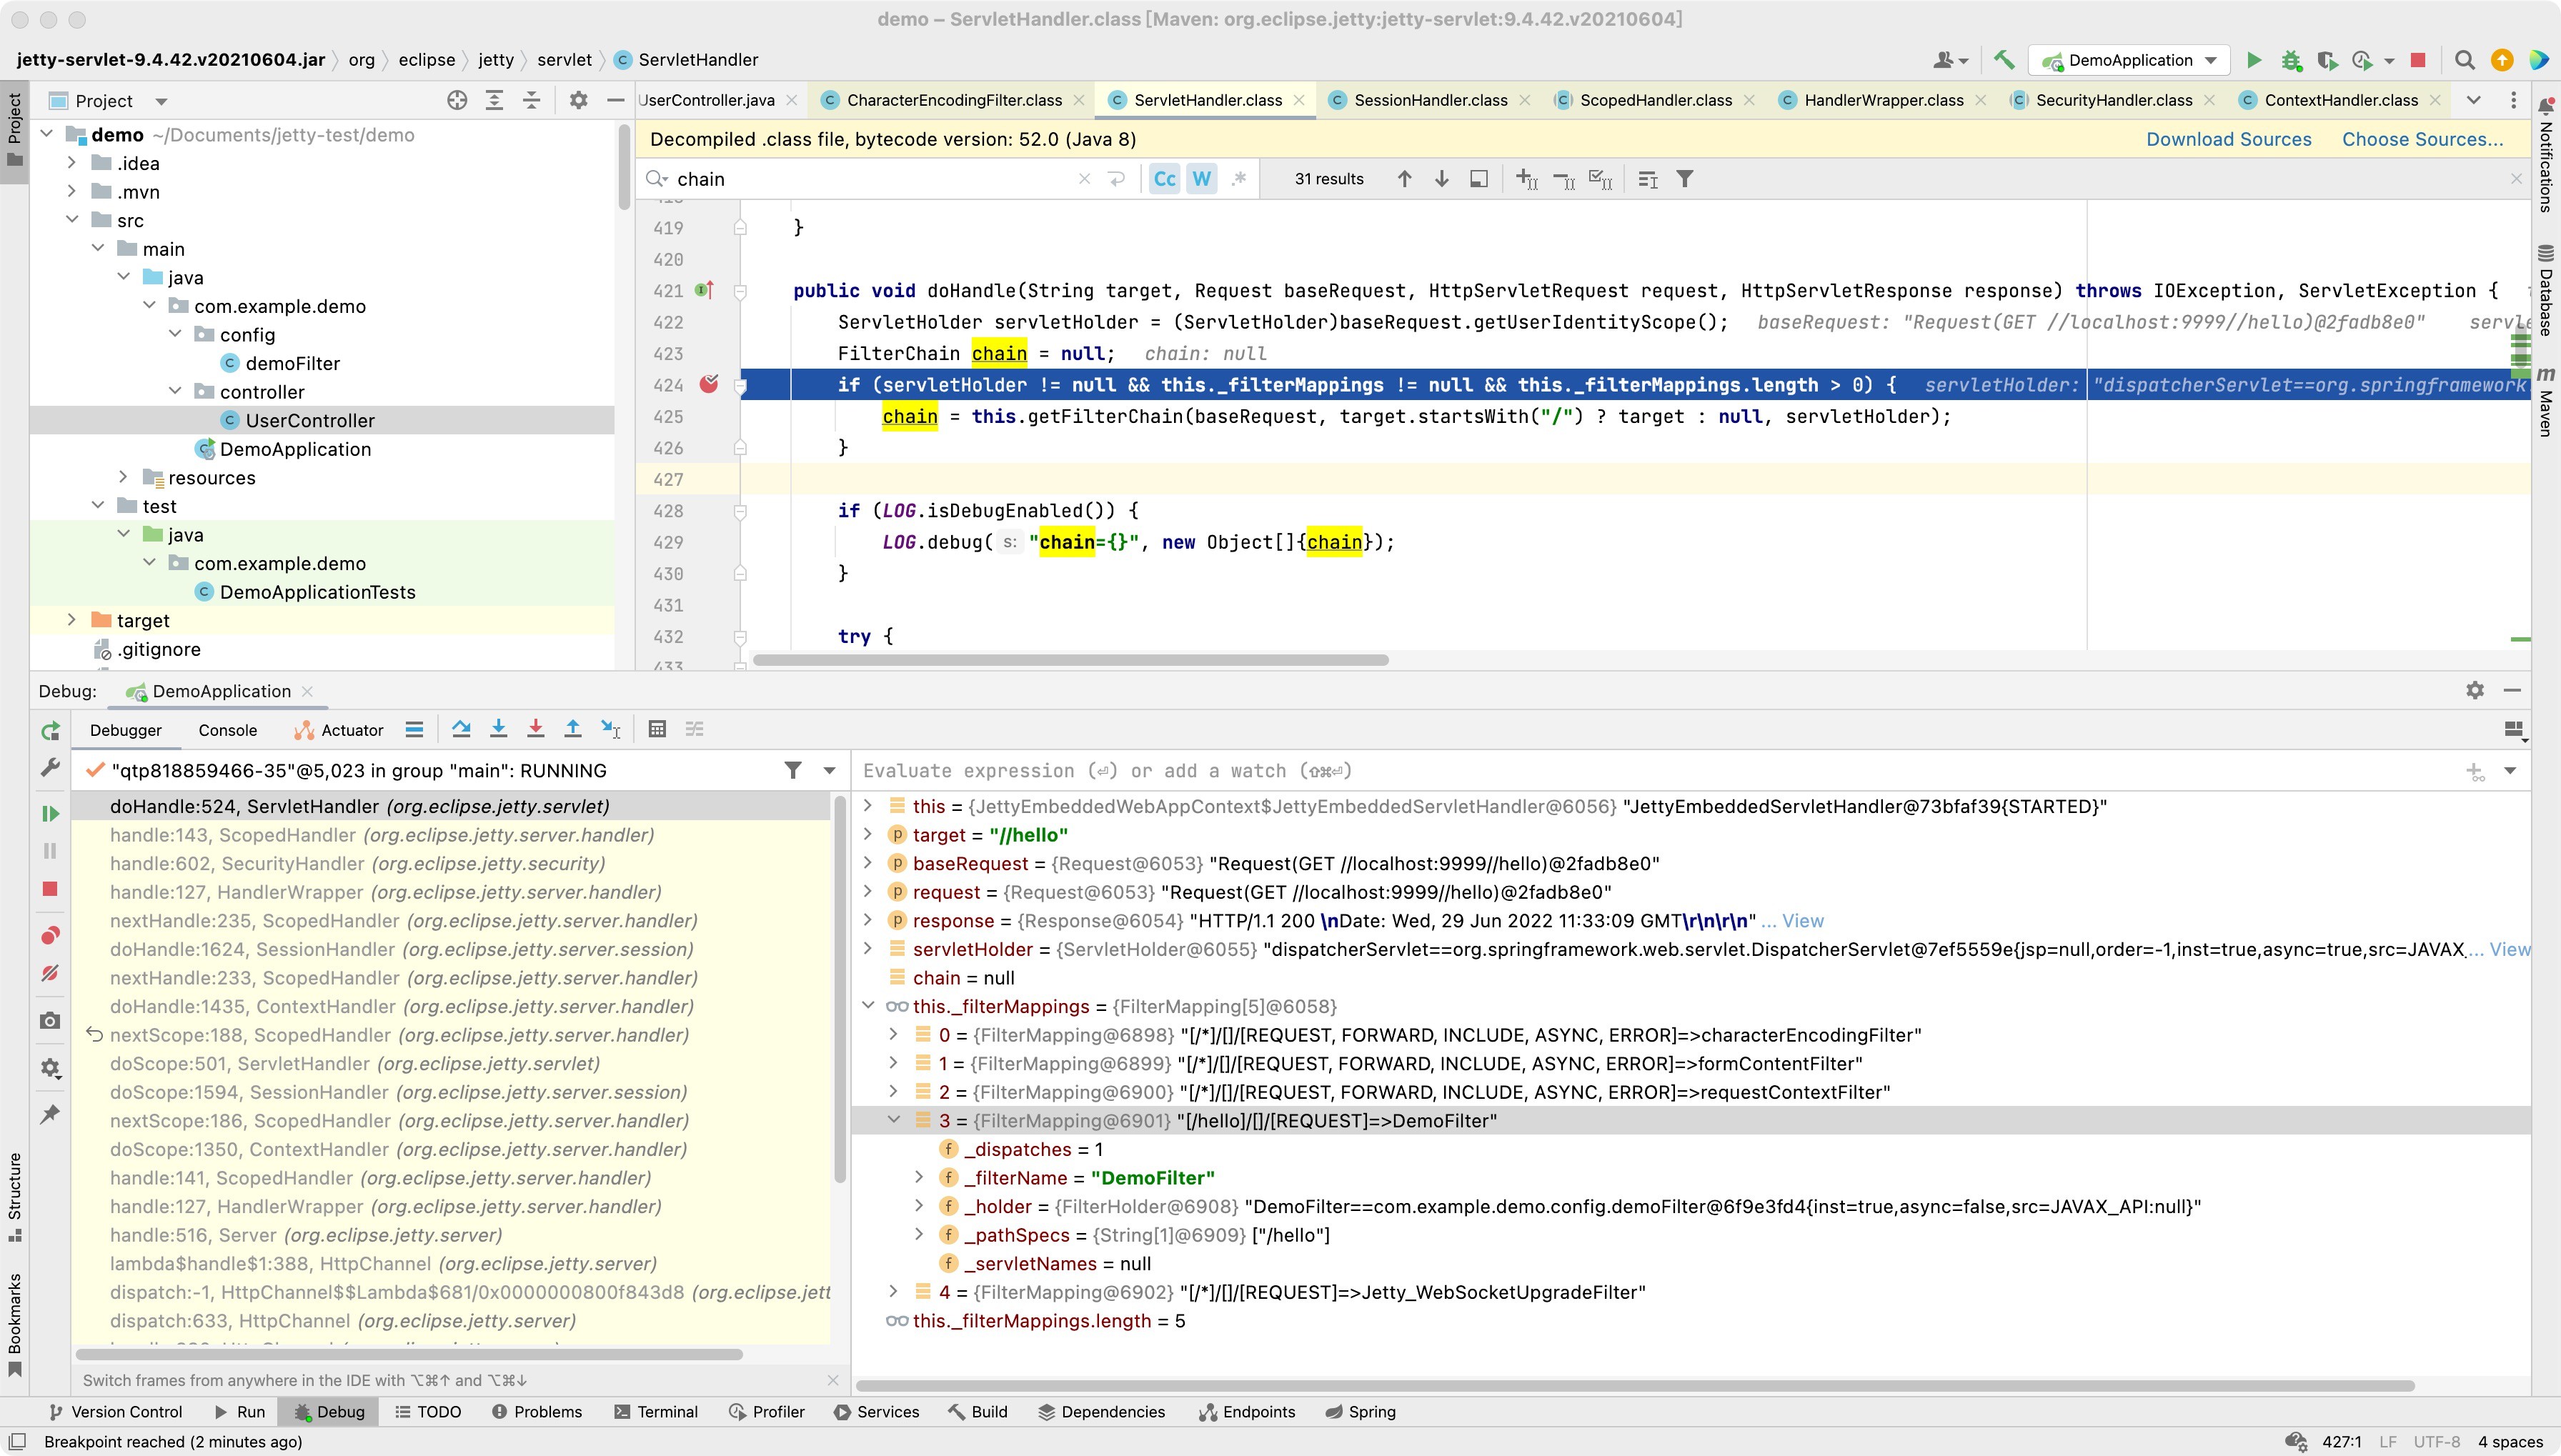 demo – ServletHandler.class [Maven: org.eclipse.jetty:jetty-servlet:9.4.42.v20210604]
jetty-servlet-9.4.42.v20210604.jar org eclipse jetty servlet ServletHandler
DemoApplication
Project
Project
UserController.java CharacterEncodingFilter.class ServletHandler.class SessionHandler.class ScopedHandler.class HandlerWrapper.class SecurityHandler.class ContextHandler.class
demo ~/Documents/jetty-test/demo
.idea
.mvn
src
main
java
com.example.demo
config
demoFilter
controller
UserController
DemoApplication
resources
test
java
com.example.demo
DemoApplicationTests
target
.gitignore
Decompiled .class file, bytecode version: 52.0 (Java 8)
Download Sources Choose Sources...
chain Cc W .* 31 results
419 }
420
421 public void doHandle(String target, Request baseRequest, HttpServletRequest request, HttpServletResponse response) throws IOException, ServletException {
422 ServletHolder servletHolder = (ServletHolder)baseRequest.getUserIdentityScope(); baseRequest: "Request(GET //localhost:9999//hello)@2fadb8e0" servle
423 FilterChain chain = null; chain: null
424 if (servletHolder != null && this._filterMappings != null && this._filterMappings.length > 0) { servletHolder: "dispatcherServlet==org.springframework
425 chain = this.getFilterChain(baseRequest, target.startsWith("/") ? target : null, servletHolder);
426 }
427
428 if (LOG.isDebugEnabled()) {
429 LOG.debug( s: "chain={}", new Object[]{chain});
430 }
431
432 try {
433
Notifications
Database
Maven
Debug: DemoApplication
Debugger Console Actuator
"qtp818859466-35"@5,023 in group "main": RUNNING
doHandle:524, ServletHandler (org.eclipse.jetty.servlet)
handle:143, ScopedHandler (org.eclipse.jetty.server.handler)
handle:602, SecurityHandler (org.eclipse.jetty.security)
handle:127, HandlerWrapper (org.eclipse.jetty.server.handler)
nextHandle:235, ScopedHandler (org.eclipse.jetty.server.handler)
doHandle:1624, SessionHandler (org.eclipse.jetty.server.session)
nextHandle:233, ScopedHandler (org.eclipse.jetty.server.handler)
doHandle:1435, ContextHandler (org.eclipse.jetty.server.handler)
nextScope:188, ScopedHandler (org.eclipse.jetty.server.handler)
doScope:501, ServletHandler (org.eclipse.jetty.servlet)
doScope:1594, SessionHandler (org.eclipse.jetty.server.session)
nextScope:186, ScopedHandler (org.eclipse.jetty.server.handler)
doScope:1350, ContextHandler (org.eclipse.jetty.server.handler)
handle:141, ScopedHandler (org.eclipse.jetty.server.handler)
handle:127, HandlerWrapper (org.eclipse.jetty.server.handler)
handle:516, Server (org.eclipse.jetty.server)
lambda$handle$1:388, HttpChannel (org.eclipse.jetty.server)
dispatch:-1, HttpChannel$$Lambda$681/0x0000000800f843d8 (org.eclipse.jett
dispatch:633, HttpChannel (org.eclipse.jetty.server)
Switch frames from anywhere in the IDE with ⌥⌘↑ and ⌥⌘↓
Evaluate expression (⏎) or add a watch (⇧⌘⏎)
this = {JettyEmbeddedWebAppContext$JettyEmbeddedServletHandler@6056} "JettyEmbeddedServletHandler@73bfaf39{STARTED}"
target = "//hello"
baseRequest = {Request@6053} "Request(GET //localhost:9999//hello)@2fadb8e0"
request = {Request@6053} "Request(GET //localhost:9999//hello)@2fadb8e0"
response = {Response@6054} "HTTP/1.1 200 \nDate: Wed, 29 Jun 2022 11:33:09 GMT\r\n\r\n" ... View
servletHolder = {ServletHolder@6055} "dispatcherServlet==org.springframework.web.servlet.DispatcherServlet@7ef5559e{jsp=null,order=-1,inst=true,async=true,src=JAVAX_... View
chain = null
this._filterMappings = {FilterMapping[5]@6058}
0 = {FilterMapping@6898} "[/*]/[]/[REQUEST, FORWARD, INCLUDE, ASYNC, ERROR]=>characterEncodingFilter"
1 = {FilterMapping@6899} "[/*]/[]/[REQUEST, FORWARD, INCLUDE, ASYNC, ERROR]=>formContentFilter"
2 = {FilterMapping@6900} "[/*]/[]/[REQUEST, FORWARD, INCLUDE, ASYNC, ERROR]=>requestContextFilter"
3 = {FilterMapping@6901} "[/hello]/[]/[REQUEST]=>DemoFilter"
_dispatches = 1
_filterName = "DemoFilter"
_holder = {FilterHolder@6908} "DemoFilter==com.example.demo.config.demoFilter@6f9e3fd4{inst=true,async=false,src=JAVAX_API:null}"
_pathSpecs = {String[1]@6909} ["/hello"]
_servletNames = null
4 = {FilterMapping@6902} "[/*]/[]/[REQUEST]=>Jetty_WebSocketUpgradeFilter"
this._filterMappings.length = 5
Structure
Bookmarks
Version Control Run Debug TODO Problems Terminal Profiler Services Build Dependencies Endpoints Spring
Breakpoint reached (2 minutes ago)
427:1 LF UTF-8 4 spaces